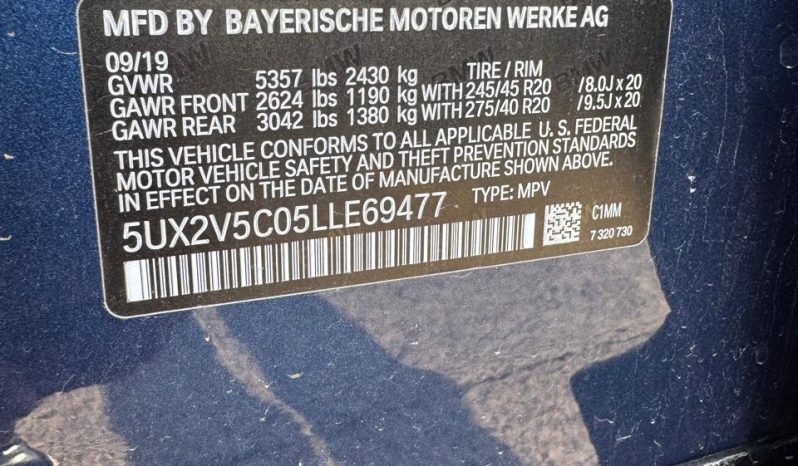 MFD BY BAYERISCHE MOTOREN WERKE AG
09/19
GVWR 5357 lbs 2430 kg TIRE / RIM
GAWR FRONT 2624 lbs 1190 kg WITH 245/45 R20 /8.0J x 20
GAWR REAR 3042 lbs 1380 kg WITH 275/40 R20 /9.5J x 20
THIS VEHICLE CONFORMS TO ALL APPLICABLE U. S. FEDERAL
MOTOR VEHICLE SAFETY AND THEFT PREVENTION STANDARDS
IN EFFECT ON THE DATE OF MANUFACTURE SHOWN ABOVE.
5UX2V5C05LLE69477 TYPE: MPV
C1MM
7 320 730